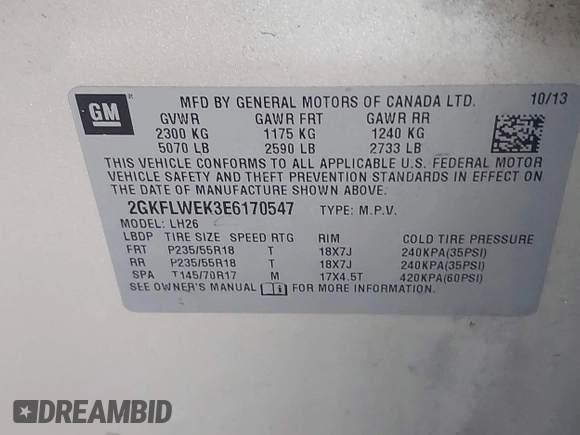 GM
MFD BY GENERAL MOTORS OF CANADA LTD. 10/13
GVWR GAWR FRT GAWR RR
2300 KG 1175 KG 1240 KG
5070 LB 2590 LB 2733 LB
THIS VEHICLE CONFORMS TO ALL APPLICABLE U.S. FEDERAL MOTOR
VEHICLE SAFETY AND THEFT PREVENTION STANDARDS IN EFFECT ON
THE DATE OF MANUFACTURE SHOWN ABOVE.
2GKFLWEK3E6170547 TYPE: M.P.V.
MODEL: LH26
LBDP TIRE SIZE SPEED RTG RIM COLD TIRE PRESSURE
FRT P235/55R18 T 18X7J 240KPA(35PSI)
RR P235/55R18 T 18X7J 240KPA(35PSI)
SPA T145/70R17 M 17X4.5T 420KPA(60PSI)
SEE OWNER'S MANUAL FOR MORE INFORMATION.
DREAMBID